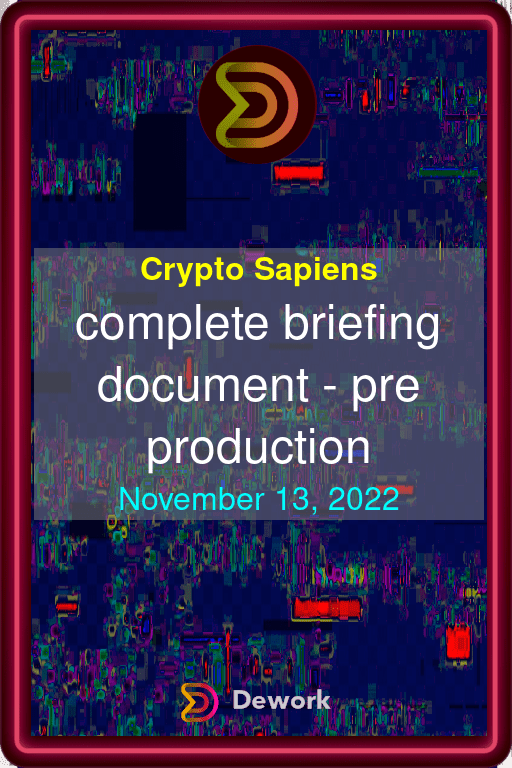 Crypto Sapiens
complete briefing
document - pre
production
November 13, 2022
Dework